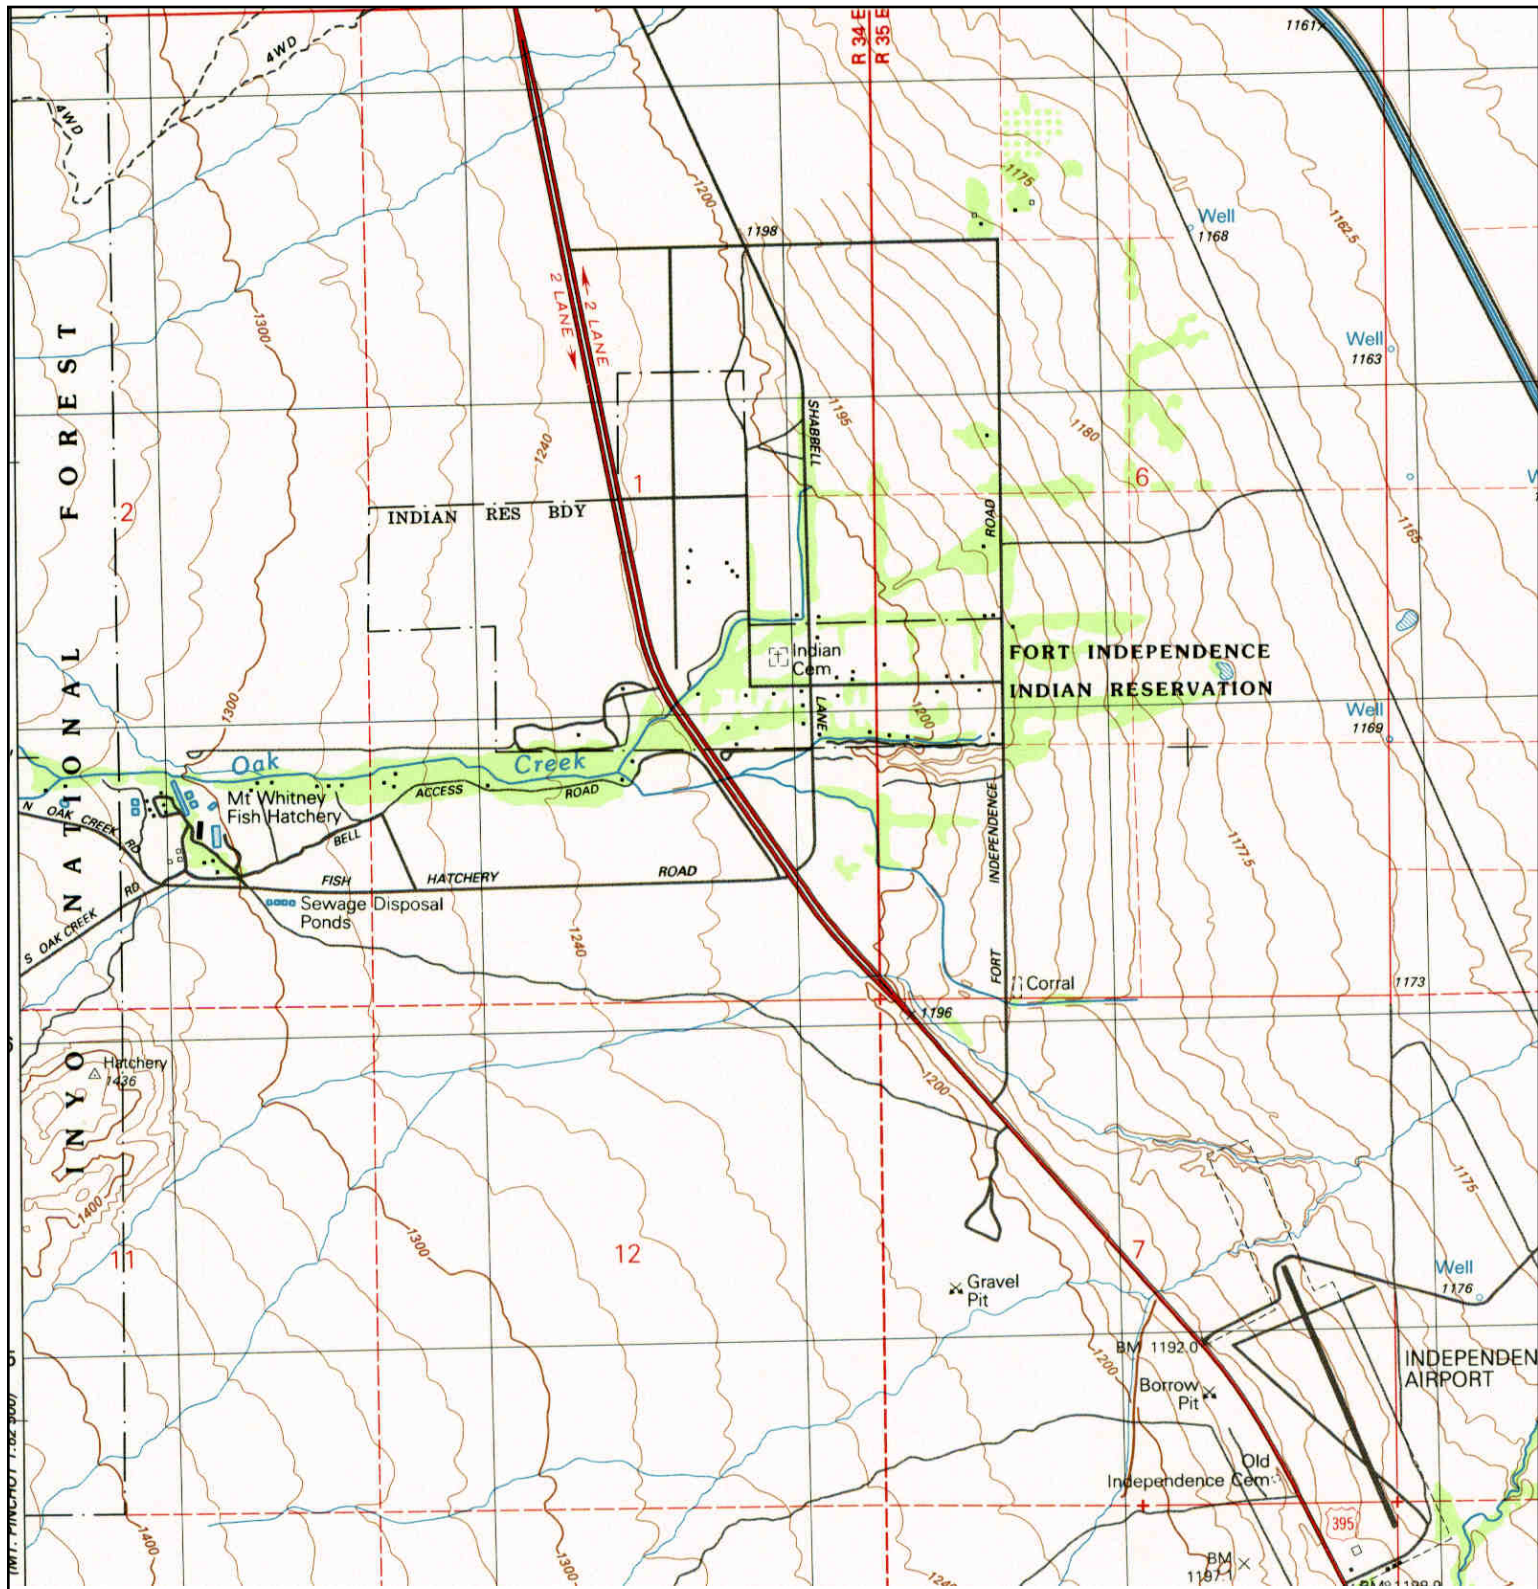 4WD
4WD
R 34 E
R 35 E
1161
1200
1175
1198
Well
1168
1162.5
2 LANE
2 LANE
1300
Well
1163
1240
1195
SHABBELL
1180
INYO NATIONAL FOREST
2
1
6
INDIAN RES BDY
ROAD
1165
Indian
Cem
FORT INDEPENDENCE
INDIAN RESERVATION
1300
LANE
1200
Well
1169
Oak Creek
ACCESS ROAD
BELL
Mt Whitney
Fish Hatchery
N OAK CREEK RD
FISH HATCHERY ROAD
S OAK CREEK RD
Sewage Disposal
Ponds
1240
FORT INDEPENDENCE
1177.5
Corral
1173
1196
Hatchery
1436
1200
1400
1300
1175
11
12
7
Gravel
Pit
Well
1176
BM 1192.0
1200
INDEPENDEN
AIRPORT
Borrow
Pit
Old
Independence Cem
395
1400
1300
BM
1197.1